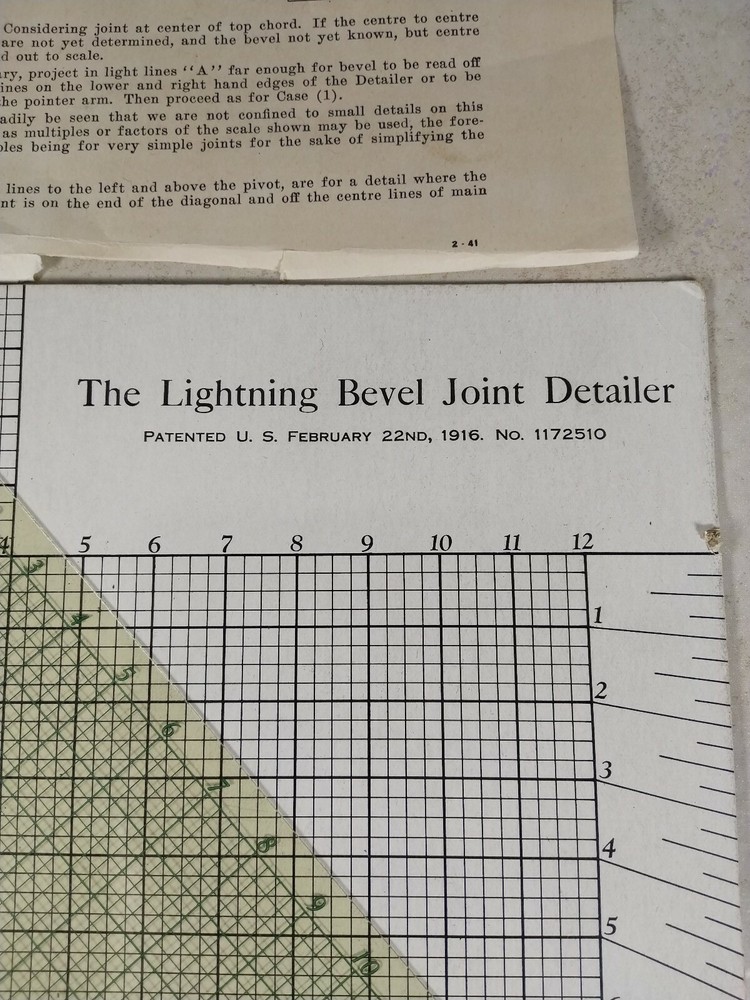 Considering joint at center of top chord. If the centre to centre
are not yet determined, and the bevel not yet known, but centre
d out to scale.
ry, project in light lines "A" far enough for bevel to be read off
ines on the lower and right hand edges of the Detailer or to be
he pointer arm. Then proceed as for Case (1).
adily be seen that we are not confined to small details on this
as multiples or factors of the scale shown may be used, the fore-
ples being for very simple joints for the sake of simplifying the
lines to the left and above the pivot, are for a detail where the
nt is on the end of the diagonal and off the centre lines of main
2-41
The Lightning Bevel Joint Detailer
PATENTED U. S. FEBRUARY 22ND, 1916. NO. 1172510
4 5 6 7 8 9 10 11 12
1
2
3
4
5
3
4
5
6
7
8
9
10